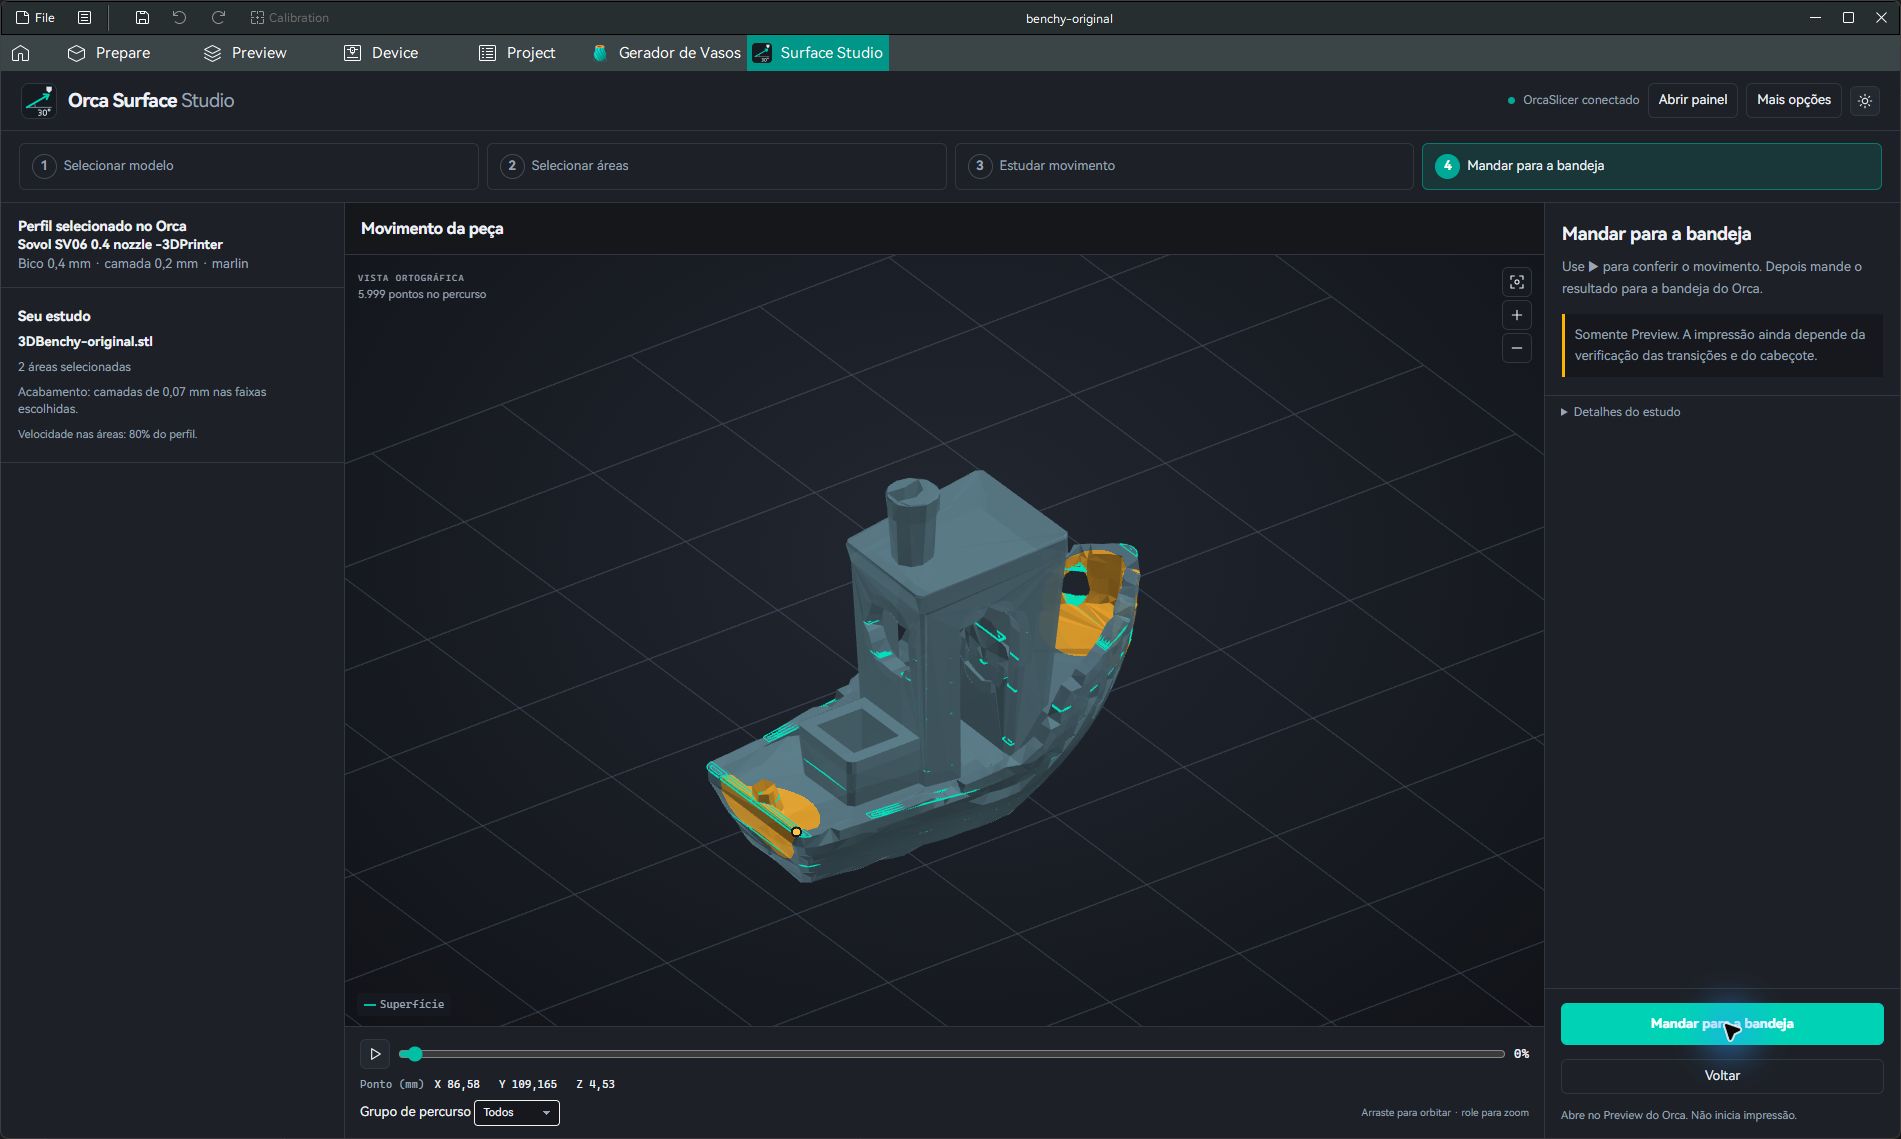 File
Calibration
benchy-original
Prepare
Preview
Device
Project
Gerador de Vasos
Surface Studio
30°
Orca Surface Studio
OrcaSlicer conectado
Abrir painel
Mais opções
1 Selecionar modelo
2 Selecionar áreas
3 Estudar movimento
4 Mandar para a bandeja
Perfil selecionado no Orca
Sovol SV06 0.4 nozzle -3DPrinter
Bico 0,4 mm · camada 0,2 mm · marlin
Seu estudo
3DBenchy-original.stl
2 áreas selecionadas
Acabamento: camadas de 0,07 mm nas faixas
escolhidas.
Velocidade nas áreas: 80% do perfil.
Movimento da peça
VISTA ORTOGRÁFICA
5.999 pontos no percurso
Superfície
0%
Ponto (mm) X 86,58 Y 109,165 Z 4,53
Grupo de percurso Todos
Arraste para orbitar · role para zoom
Mandar para a bandeja
Use ▶ para conferir o movimento. Depois mande o
resultado para a bandeja do Orca.
Somente Preview. A impressão ainda depende da
verificação das transições e do cabeçote.
Detalhes do estudo
Mandar para a bandeja
Voltar
Abre no Preview do Orca. Não inicia impressão.